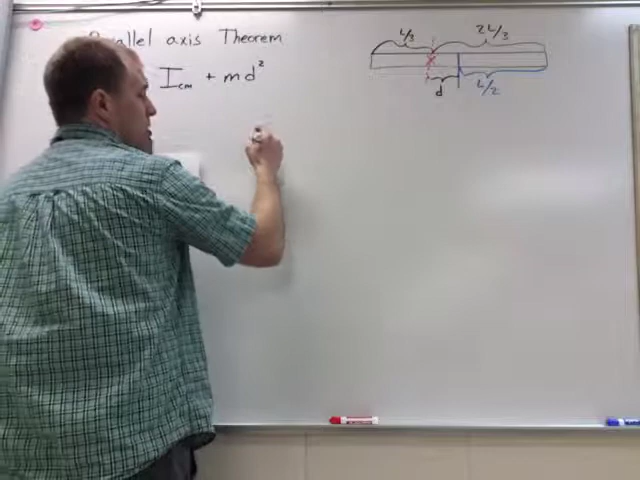 Parallel axis Theorem
I_cm + md²
L/3
2L/3
d
L/2